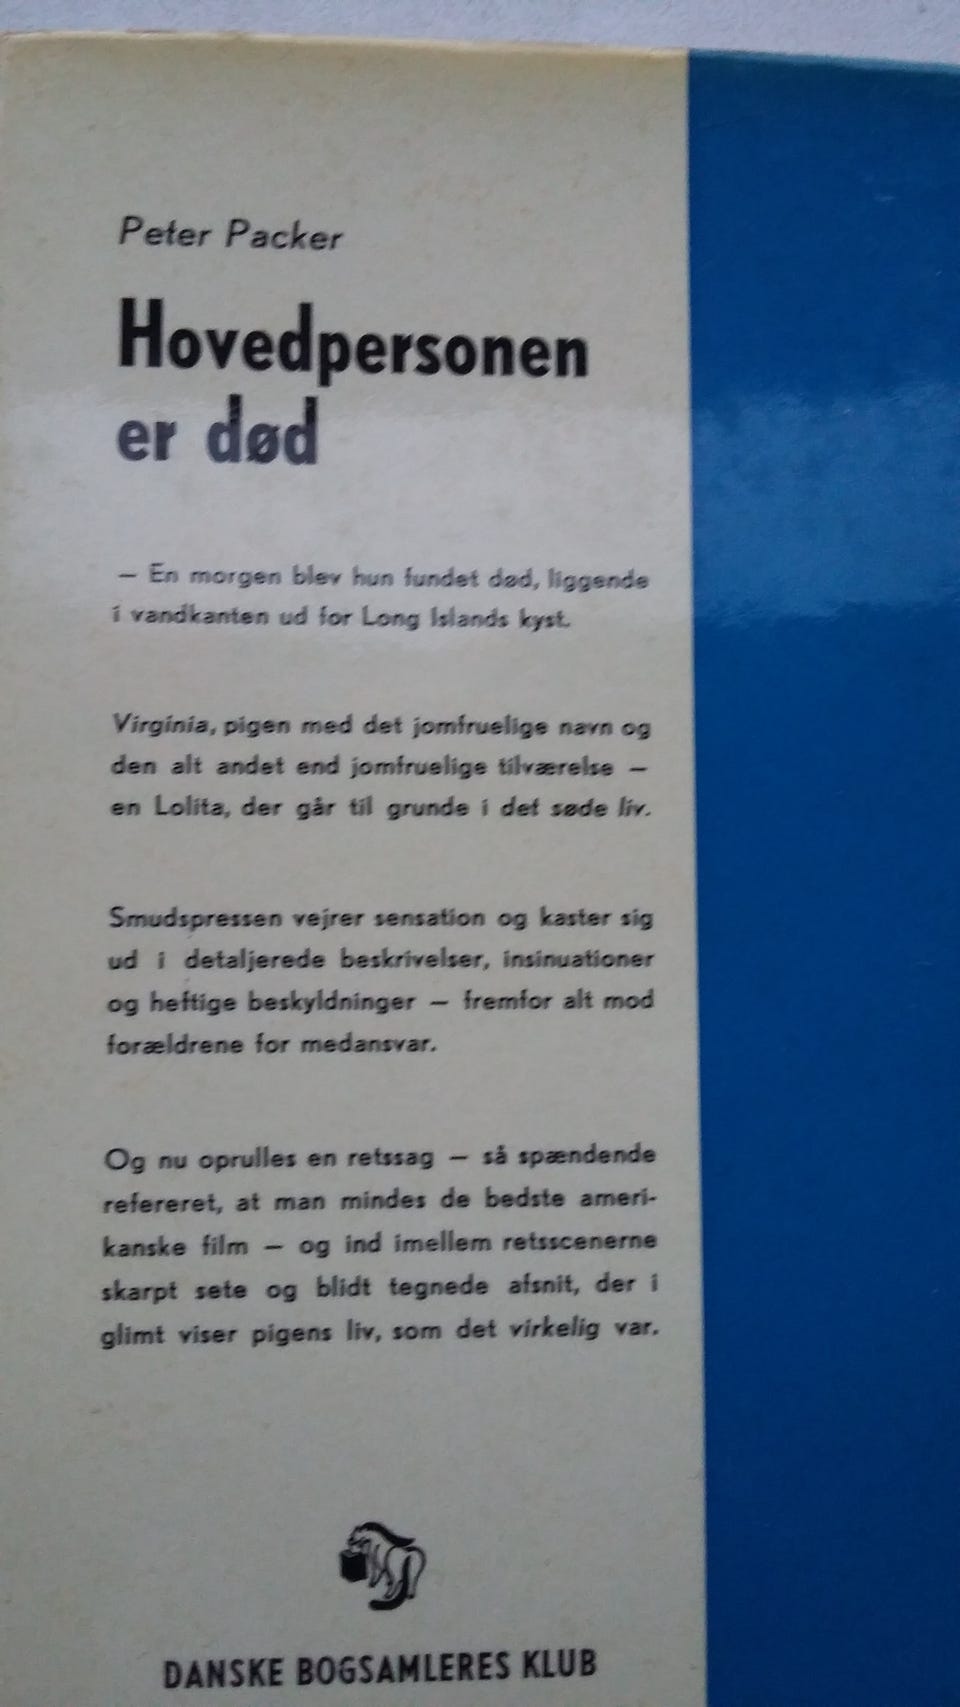 Peter Packer
Hovedpersonen
er død
— En morgen blev hun fundet død, liggende
i vandkanten ud for Long Islands kyst.
Virginia, pigen med det jomfruelige navn og
den alt andet end jomfruelige tilværelse —
en Lolita, der går til grunde i det søde liv.
Smudspressen vejrer sensation og kaster sig
ud i detaljerede beskrivelser, insinuationer
og heftige beskyldninger — fremfor alt mod
forældrene for medansvar.
Og nu oprulles en retssag — så spændende
refereret, at man mindes de bedste ameri-
kanske film — og ind imellem retsscenerne
skarpt sete og blidt tegnede afsnit, der i
glimt viser pigens liv, som det virkelig var.
DANSKE BOGSAMLERES KLUB